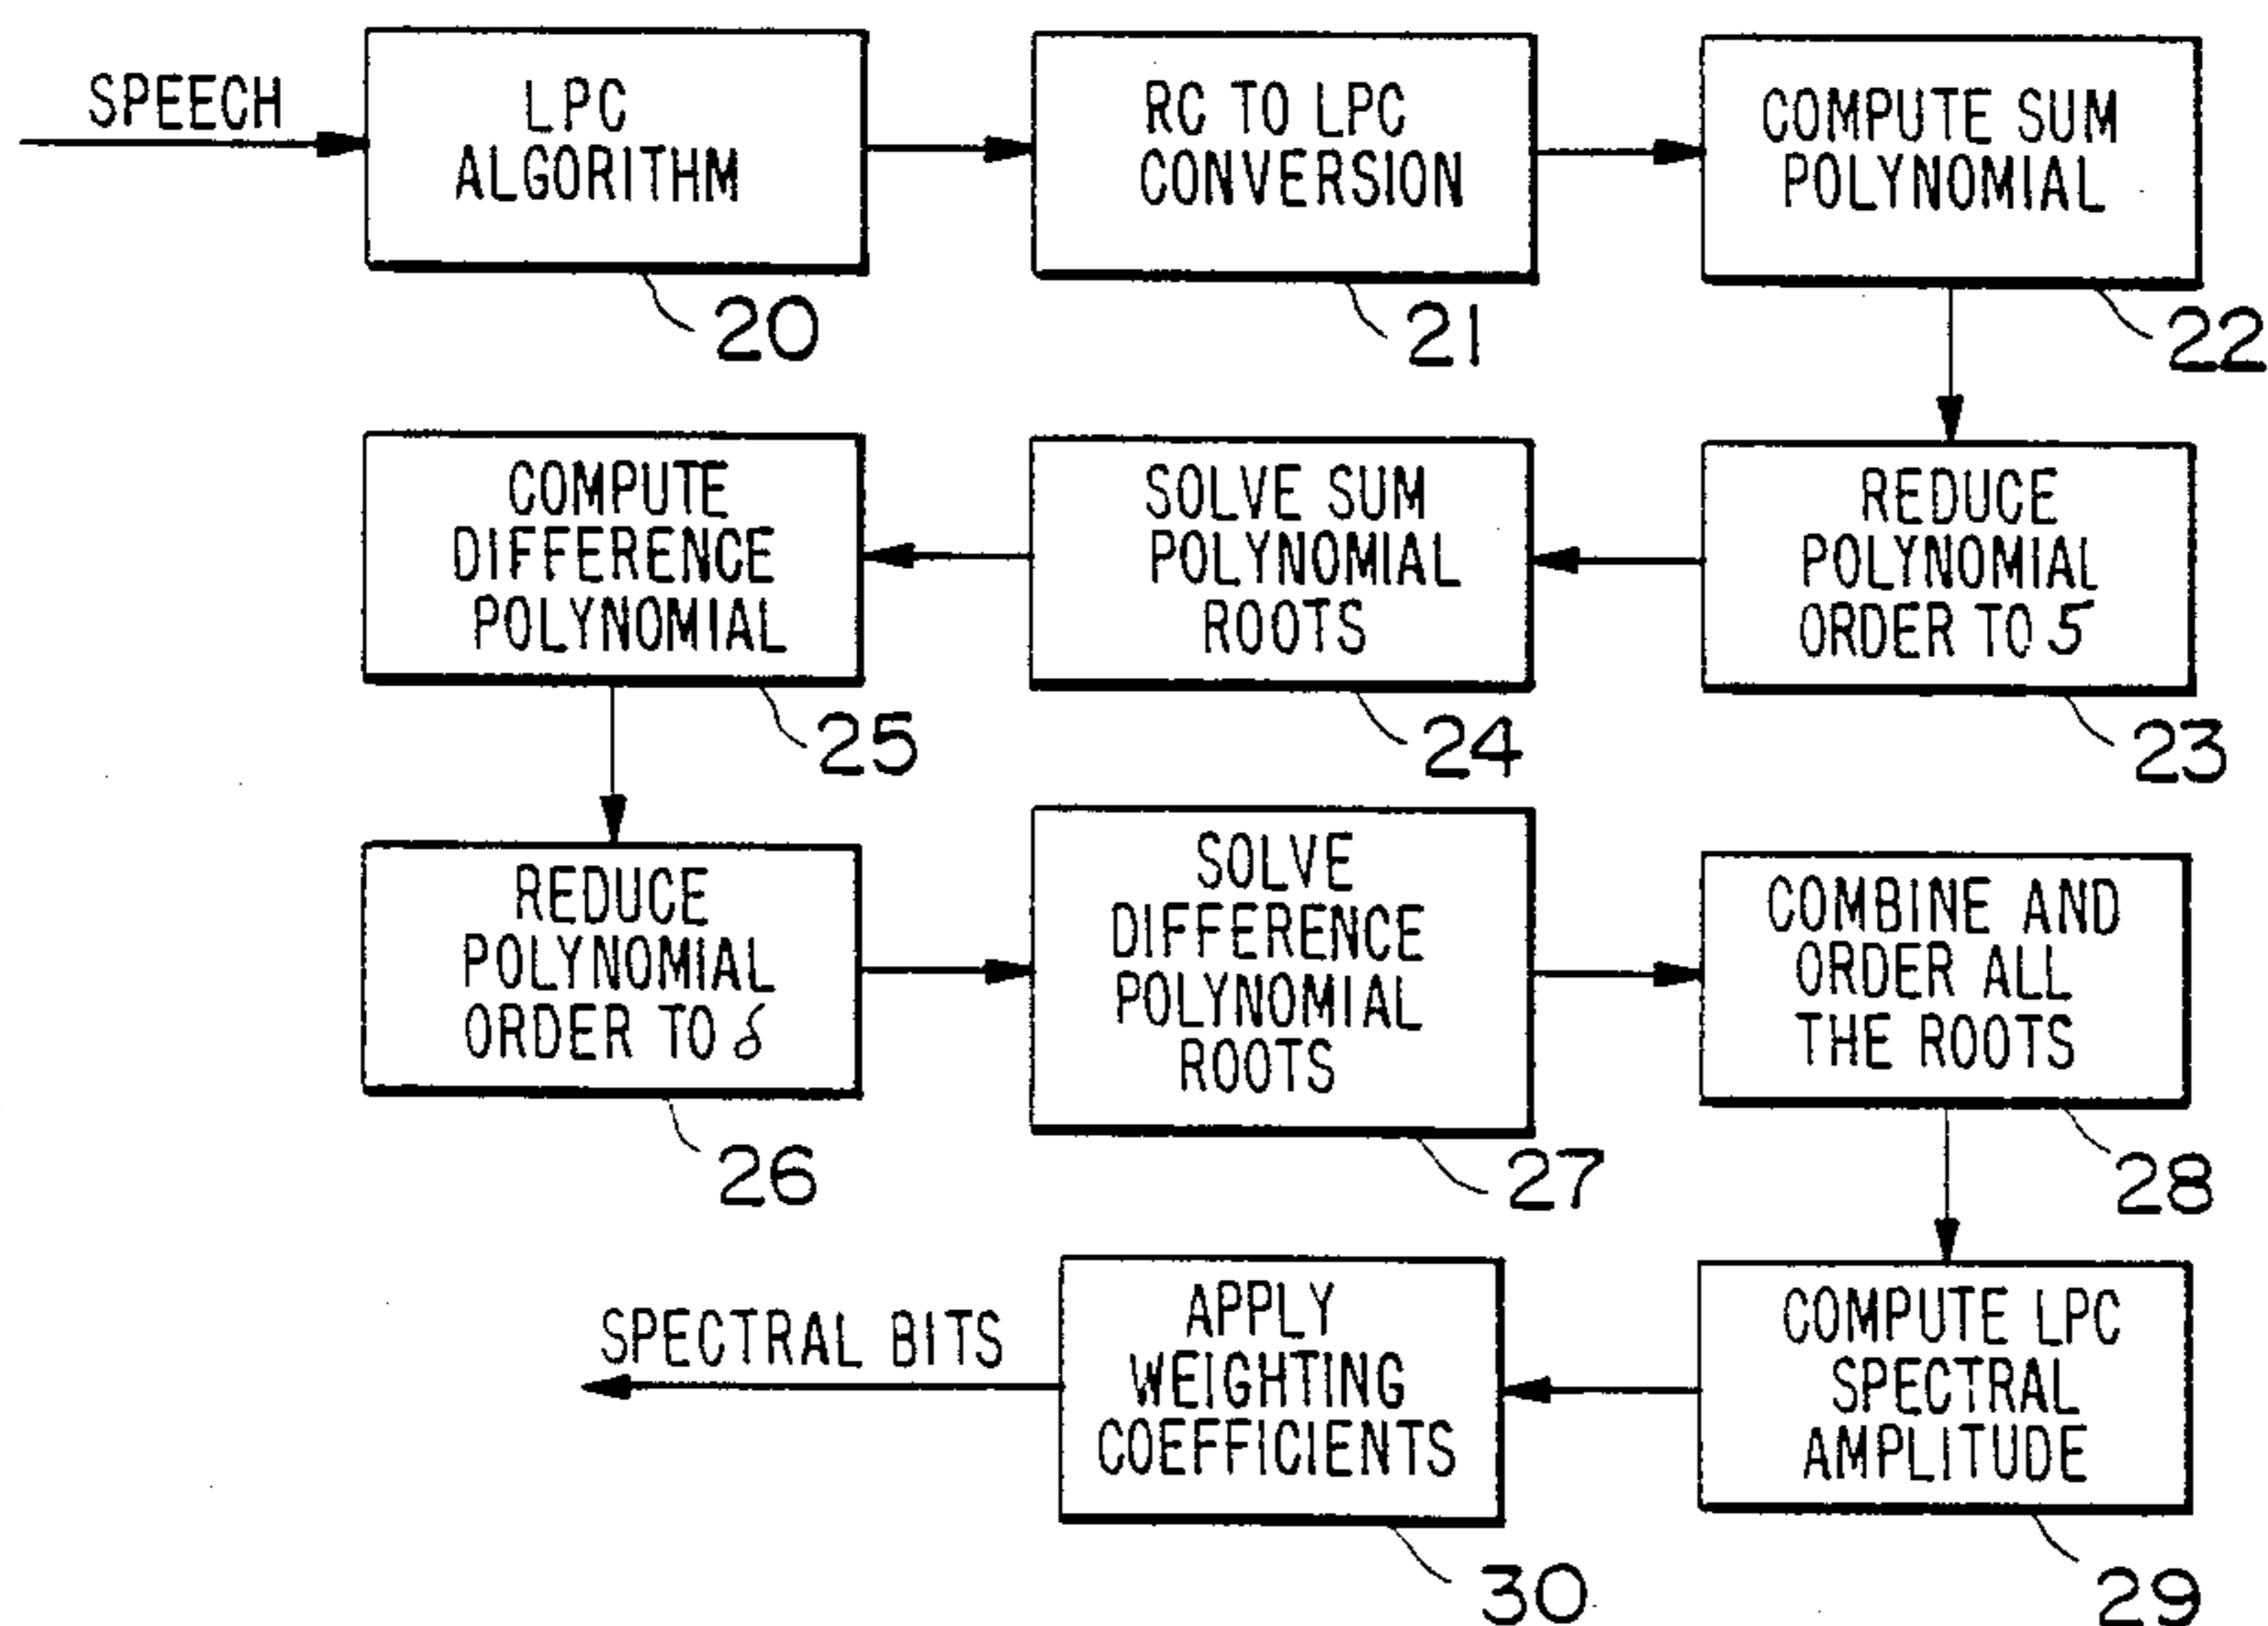 SPEECH
LPC
ALGORITHM
20
RC TO LPC
CONVERSION
21
COMPUTE SUM
POLYNOMIAL
22
REDUCE
POLYNOMIAL
ORDER TO 5
23
SOLVE SUM
POLYNOMIAL
ROOTS
24
COMPUTE
DIFFERENCE
POLYNOMIAL
25
REDUCE
POLYNOMIAL
ORDER TO
26
SOLVE
DIFFERENCE
POLYNOMIAL
ROOTS
27
COMBINE AND
ORDER ALL
THE ROOTS
28
COMPUTE LPC
SPECTRAL
AMPLITUDE
29
APPLY
WEIGHTING
COEFFICIENTS
30
SPECTRAL BITS